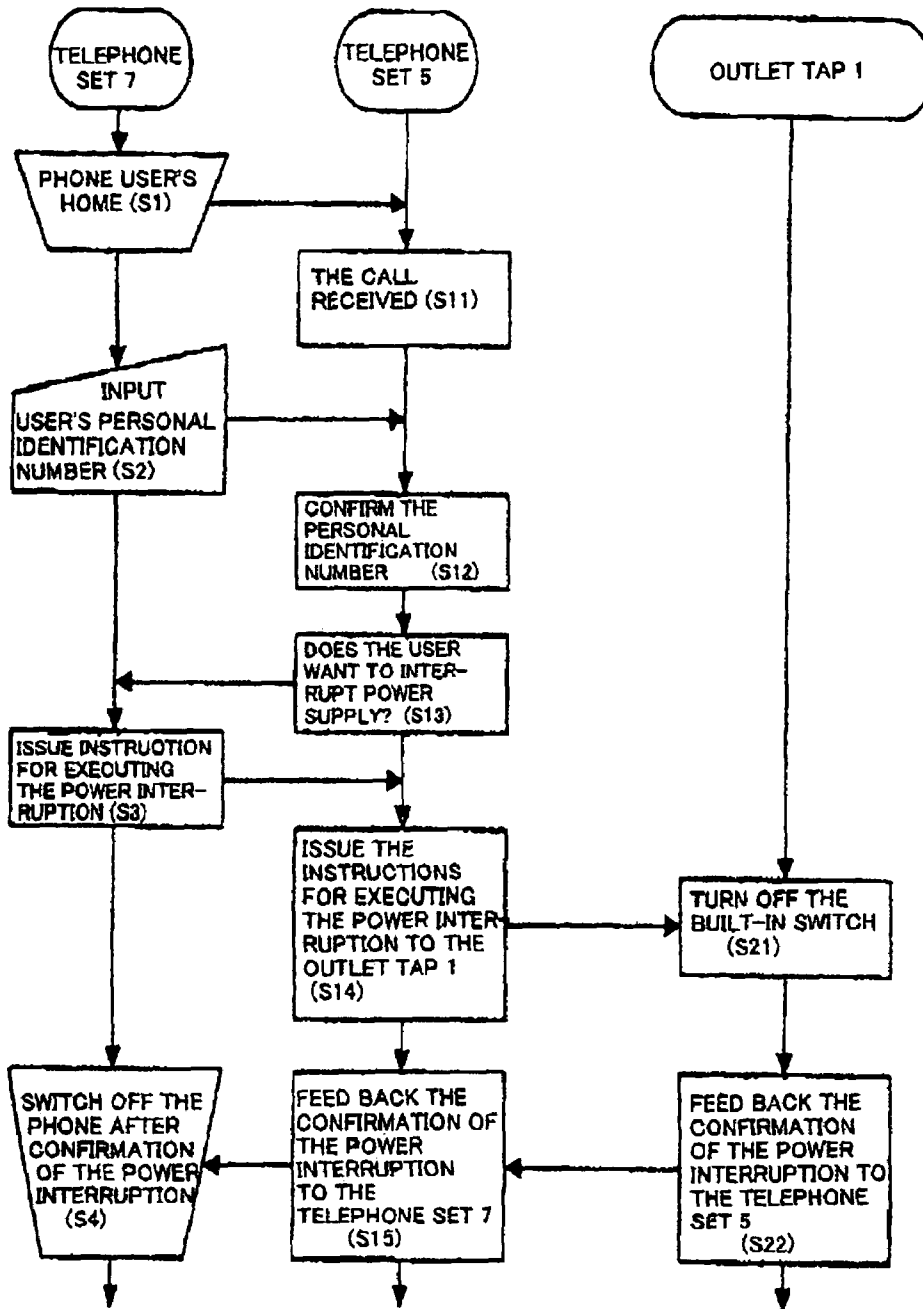 TELEPHONE
SET 7
TELEPHONE
SET 5
OUTLET TAP 1
PHONE USER'S
HOME (S1)
THE CALL
RECEIVED (S11)
INPUT
USER'S PERSONAL
IDENTIFICATION
NUMBER (S2)
CONFIRM THE
PERSONAL
IDENTIFICATION
NUMBER (S12)
DOES THE USER
WANT TO INTER-
RUPT POWER
SUPPLY? (S13)
ISSUE INSTRUCTION
FOR EXECUTING
THE POWER INTER-
RUPTION (S3)
ISSUE THE
INSTRUCTIONS
FOR EXECUTING
THE POWER INTER-
RUPTION TO THE
OUTLET TAP 1
(S14)
TURN OFF THE
BUILT-IN SWITCH
(S21)
SWITCH OFF THE
PHONE AFTER
CONFIRMATION
OF THE POWER
INTERRUPTION
(S4)
FEED BACK THE
CONFIRMATION OF
THE POWER
INTERRUPTION
TO THE
TELEPHONE SET 7
(S15)
FEED BACK THE
CONFIRMATION
OF THE POWER
INTERRUPTION TO
THE TELEPHONE
SET 5
(S22)